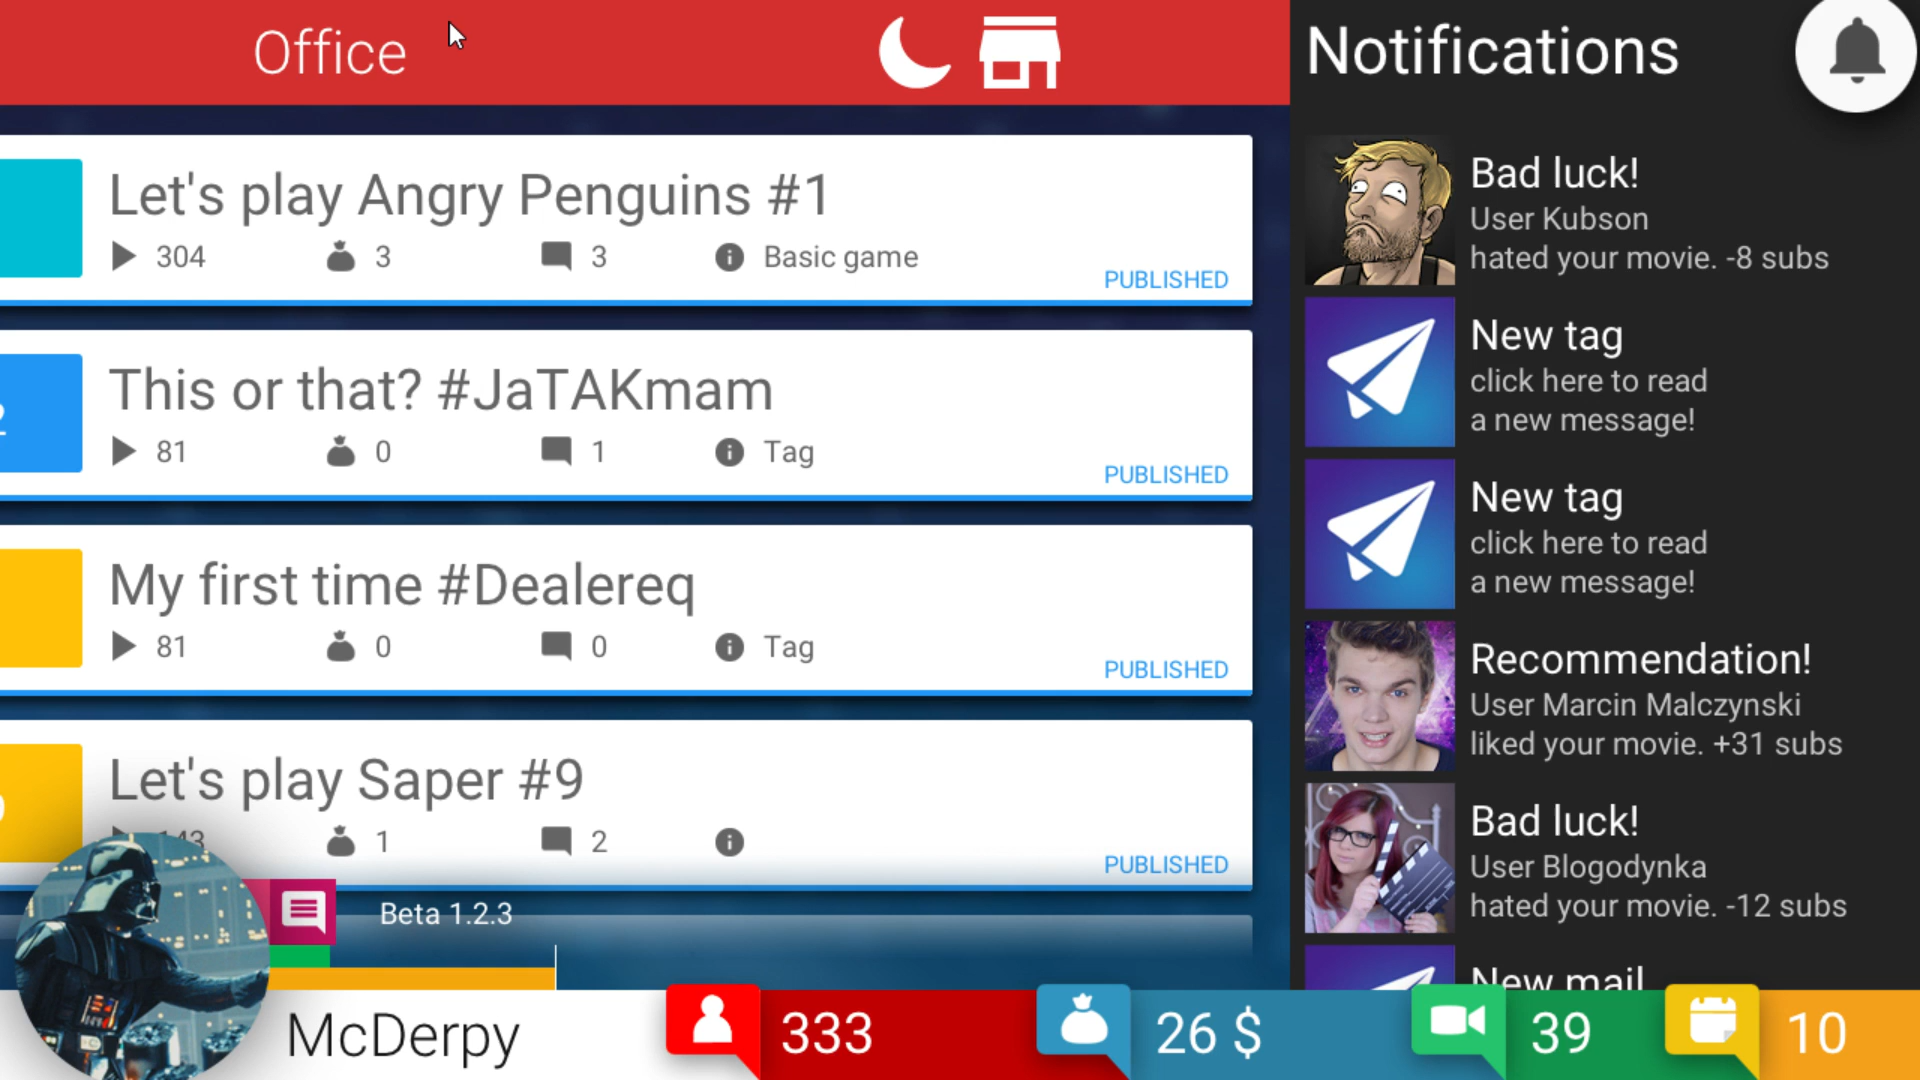 Office
Notifications
Let's play Angry Penguins #1
304 3 3 Basic game
PUBLISHED
This or that? #JaTAKmam
81 0 1 Tag
PUBLISHED
My first time #Dealereq
81 0 0 Tag
PUBLISHED
Let's play Saper #9
143 1 2
PUBLISHED
Beta 1.2.3
Bad luck!
User Kubson
hated your movie. -8 subs
New tag
click here to read
a new message!
New tag
click here to read
a new message!
Recommendation!
User Marcin Malczynski
liked your movie. +31 subs
Bad luck!
User Blogodynka
hated your movie. -12 subs
New mail
McDerpy
333
26 $
39
10